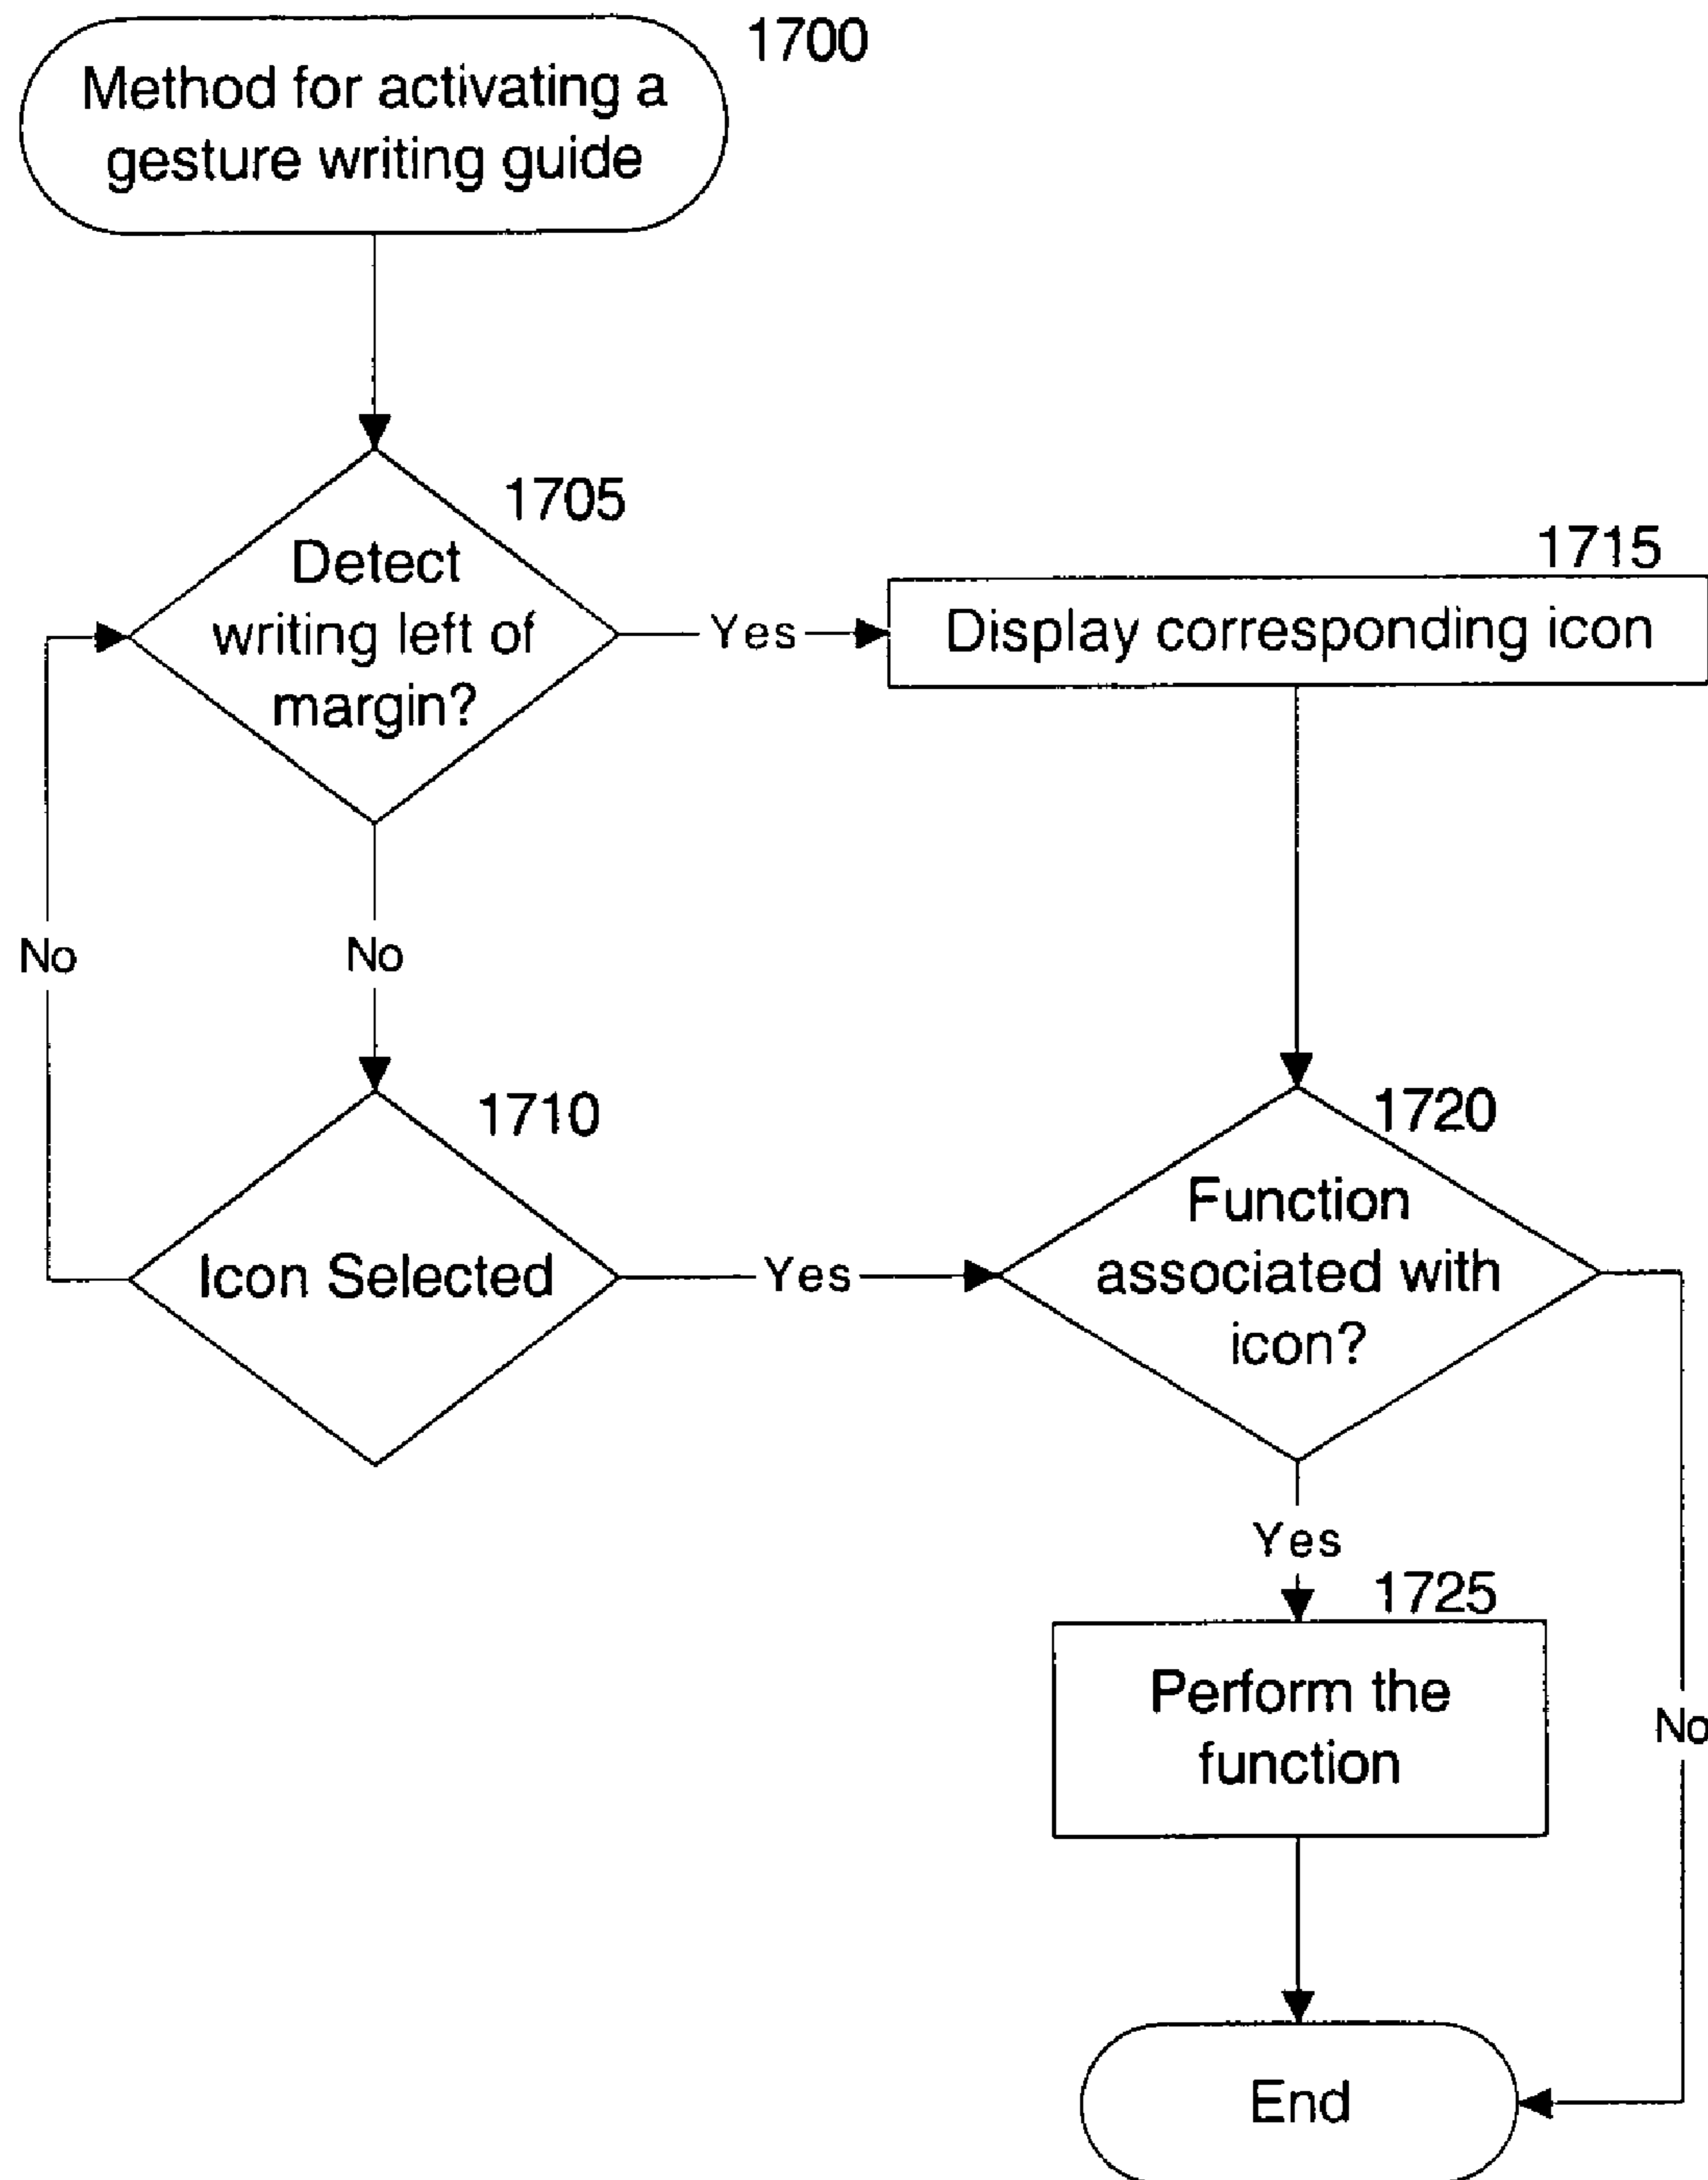 1700
Method for activating a
gesture writing guide
1705
Detect
writing left of
margin?
Yes
1715
Display corresponding icon
No
No
1710
Icon Selected
Yes
1720
Function
associated with
icon?
Yes
1725
Perform the
function
No
End